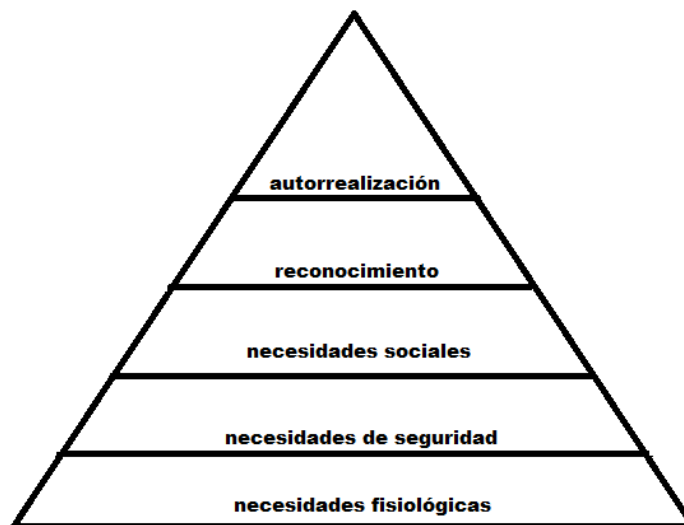 autorrealización
reconocimiento
necesidades sociales
necesidades de seguridad
necesidades fisiológicas